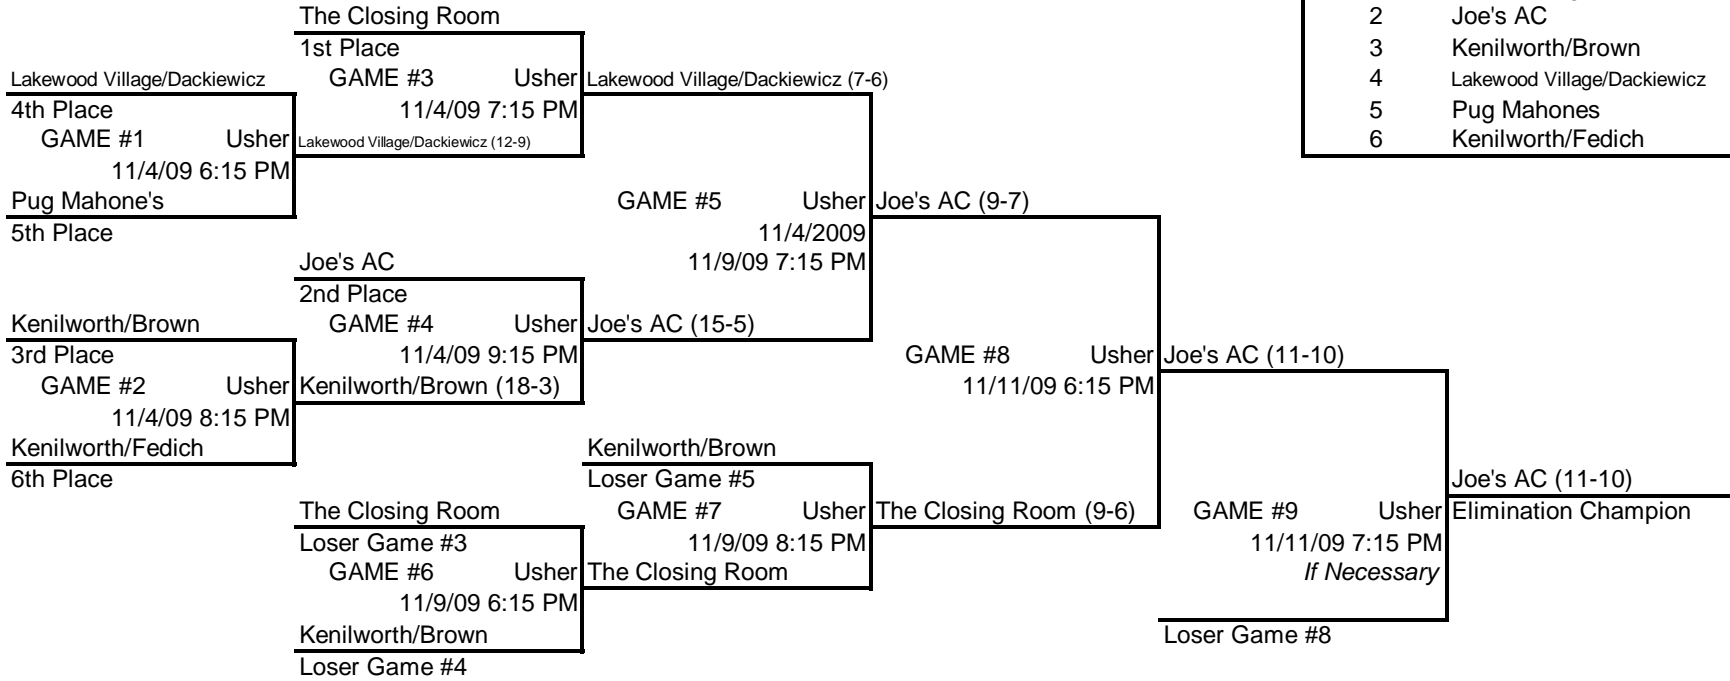 The Closing Room
2 Joe's AC
1st Place
3 Kenilworth/Brown
Lakewood Village/Dackiewicz
GAME #3 Usher
Lakewood Village/Dackiewicz (7-6)
4 Lakewood Village/Dackiewicz
4th Place
11/4/09 7:15 PM
5 Pug Mahones
GAME #1 Usher
Lakewood Village/Dackiewicz (12-9)
6 Kenilworth/Fedich
11/4/09 6:15 PM
Pug Mahone's
GAME #5 Usher
Joe's AC (9-7)
5th Place
11/4/2009
Joe's AC
11/9/09 7:15 PM
2nd Place
Kenilworth/Brown
GAME #4 Usher
Joe's AC (15-5)
3rd Place
11/4/09 9:15 PM
GAME #8 Usher
Joe's AC (11-10)
GAME #2 Usher
Kenilworth/Brown (18-3)
11/11/09 6:15 PM
11/4/09 8:15 PM
Kenilworth/Fedich
Kenilworth/Brown
6th Place
Loser Game #5
Joe's AC (11-10)
The Closing Room
GAME #7 Usher
The Closing Room (9-6)
GAME #9 Usher
Elimination Champion
Loser Game #3
11/9/09 8:15 PM
11/11/09 7:15 PM
GAME #6 Usher
The Closing Room
If Necessary
11/9/09 6:15 PM
Kenilworth/Brown
Loser Game #8
Loser Game #4